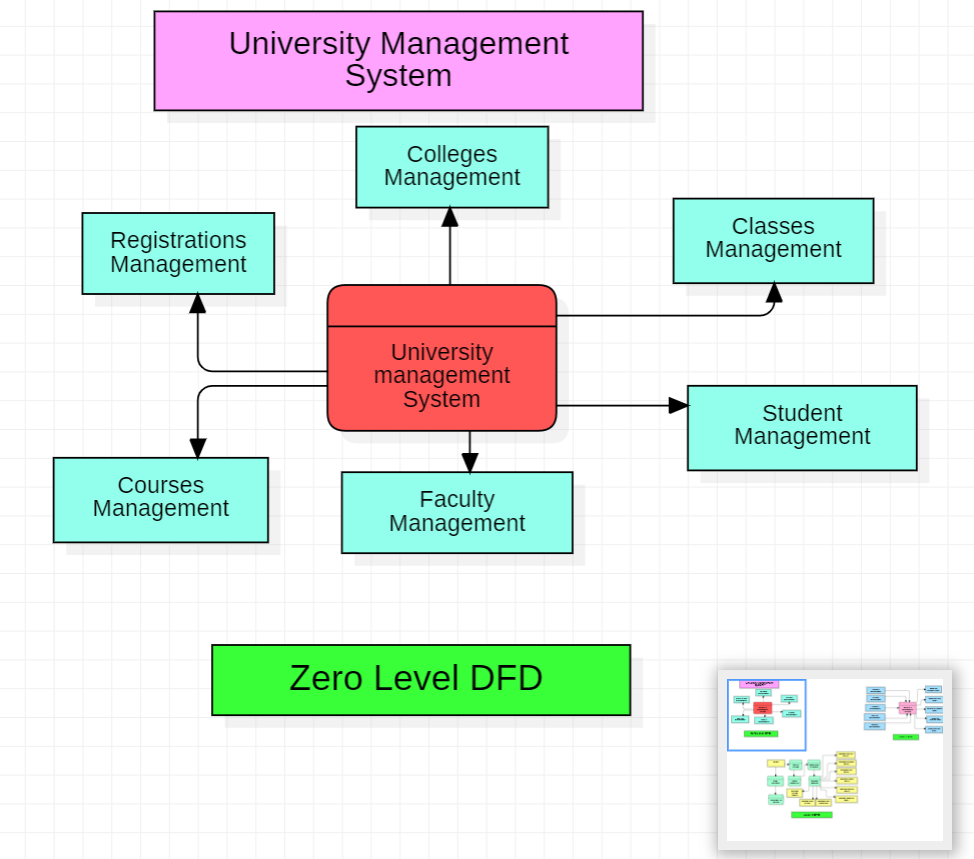 University Management
System
Colleges
Management
Classes
Management
Registrations
Management
University
management
System
Student
Management
Courses
Management
Faculty
Management
Zero Level DFD